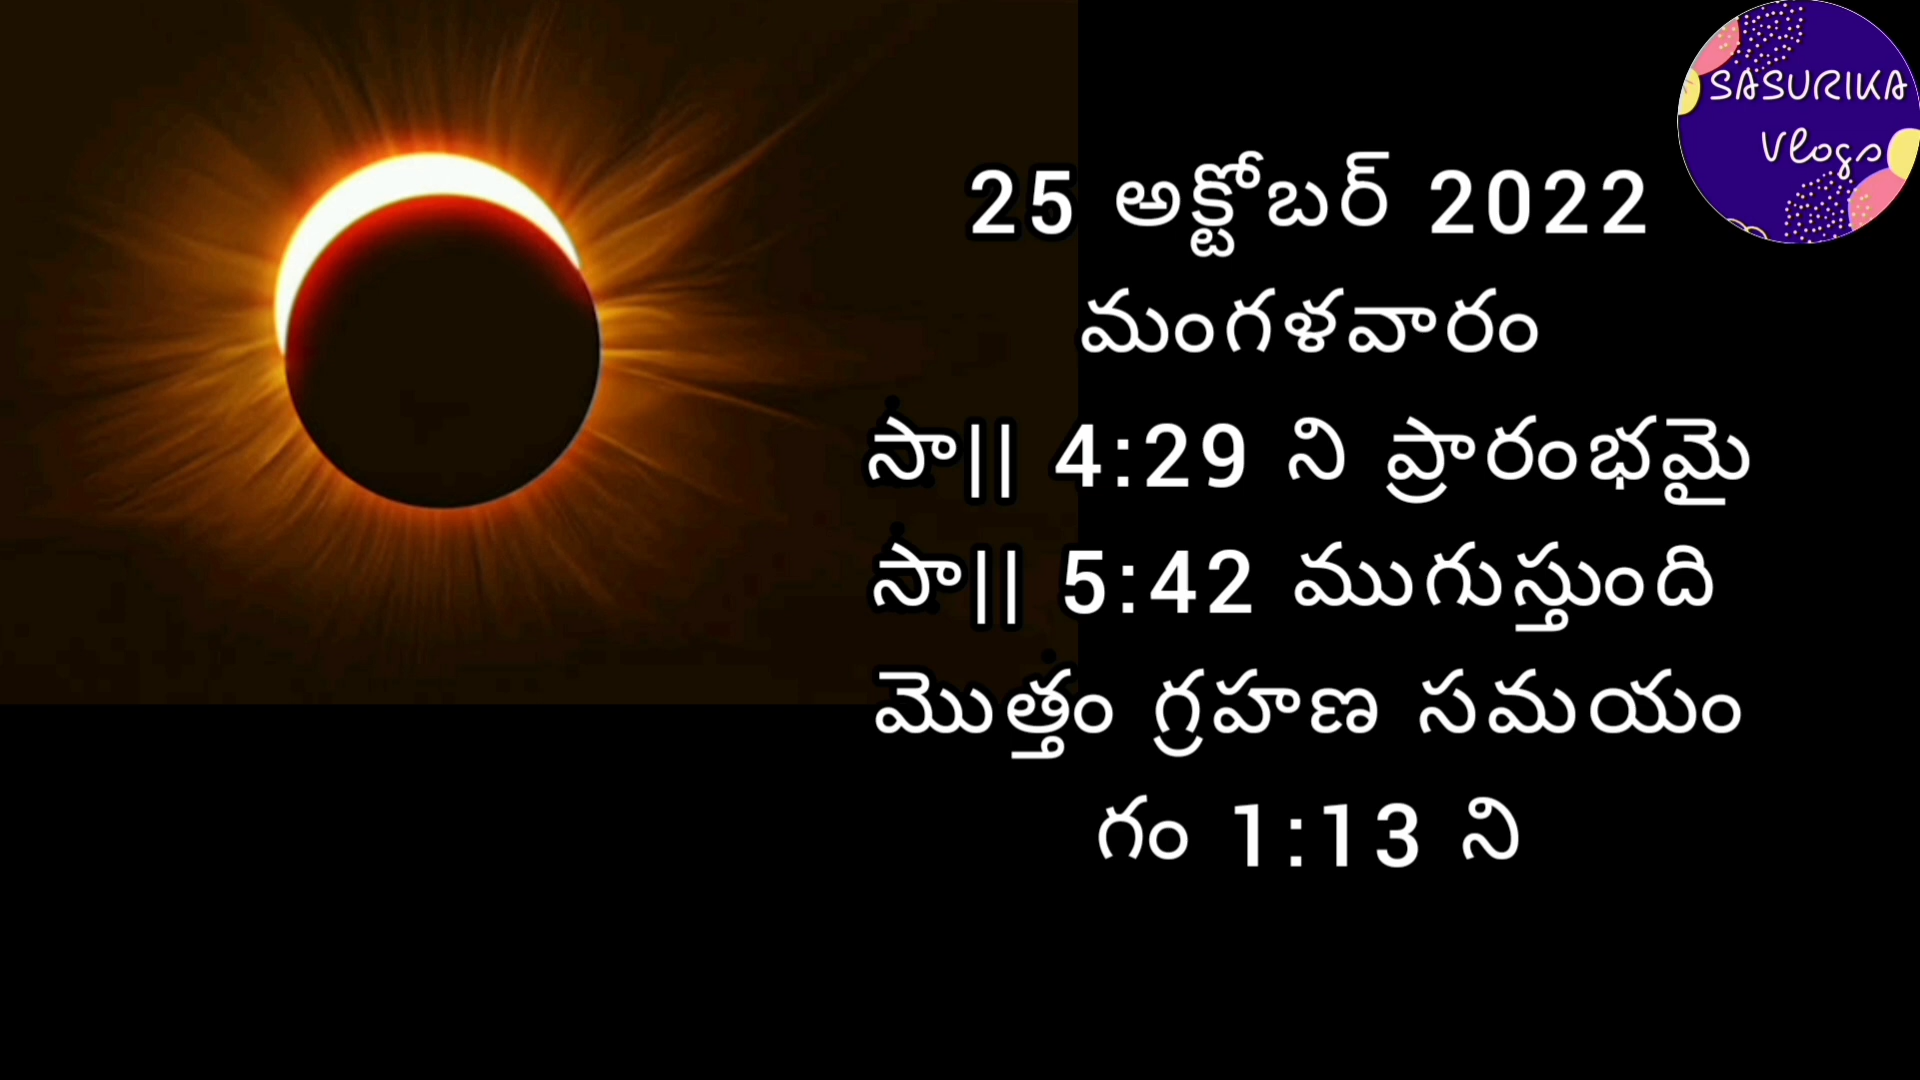 SASURIKA
Vlogs
25 అక్టోబర్ 2022
మంగళవారం
సా|| 4:29 ని ప్రారంభమై
సా|| 5:42 ముగుస్తుంది
మొత్తం గ్రహణ సమయం
గం 1:13 ని